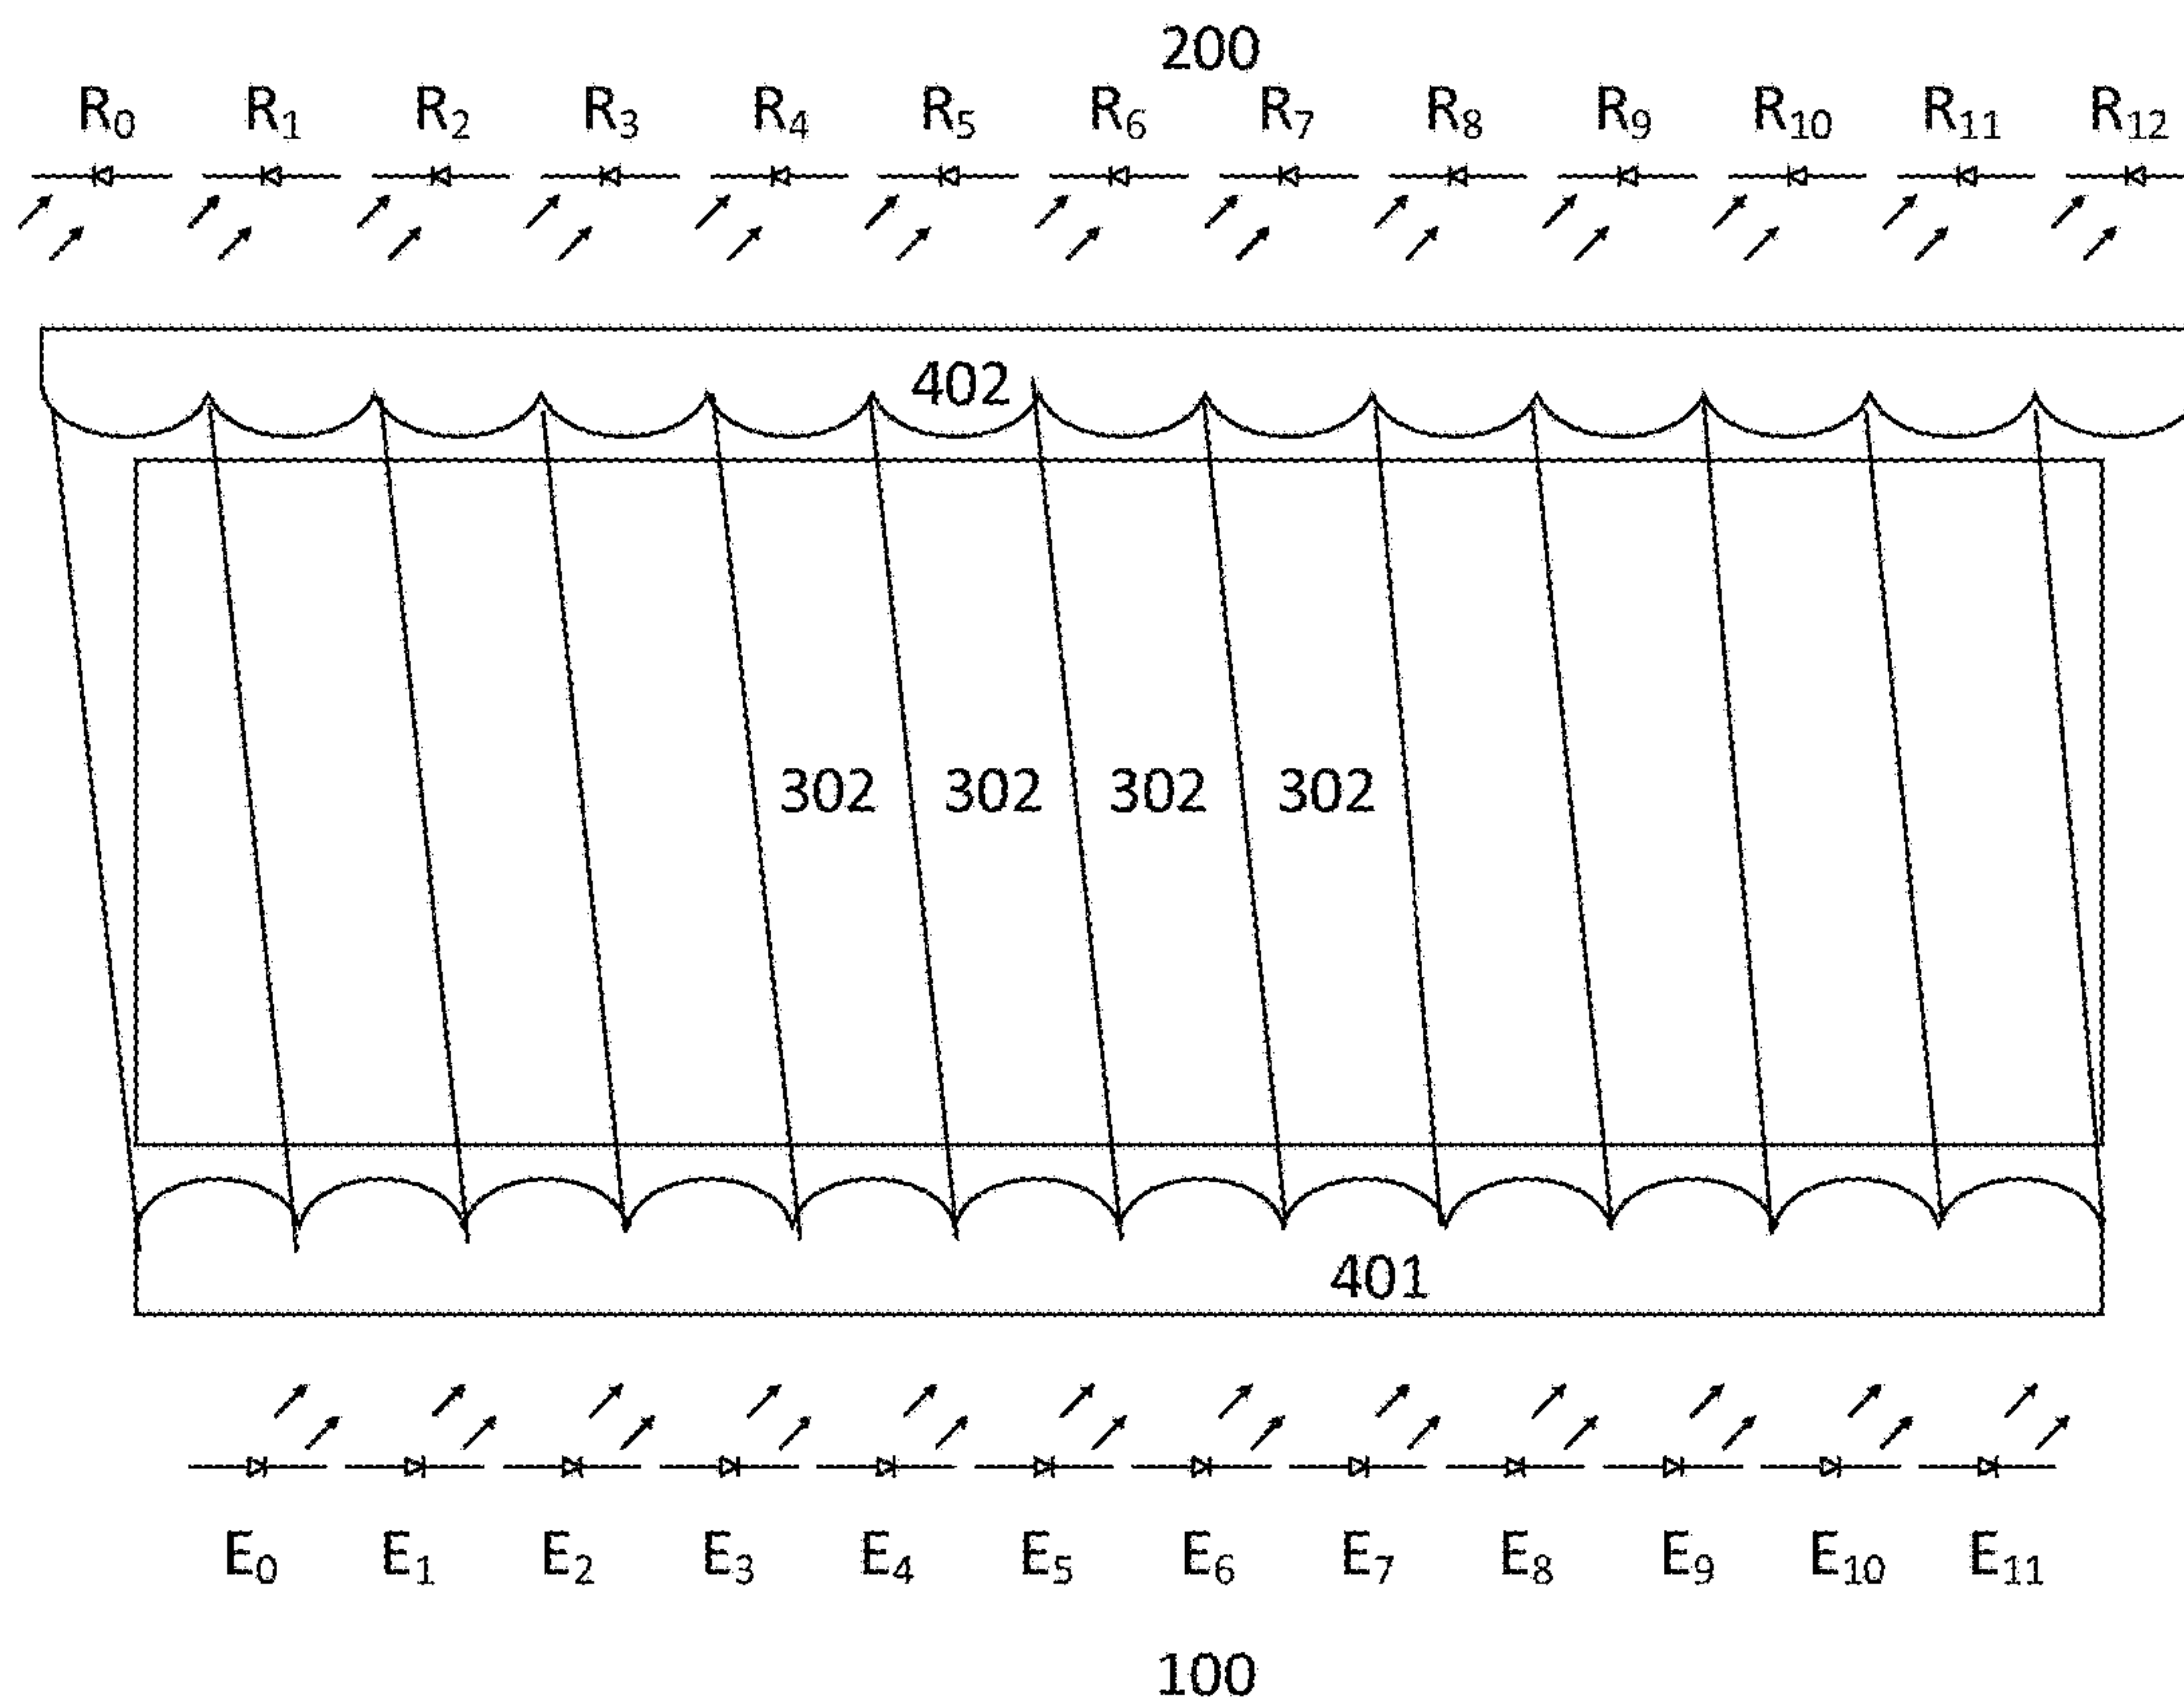 200
R₀ R₁ R₂ R₃ R₄ R₅ R₆ R₇ R₈ R₉ R₁₀ R₁₁ R₁₂
402
302 302 302 302
401
E₀ E₁ E₂ E₃ E₄ E₅ E₆ E₇ E₈ E₉ E₁₀ E₁₁
100